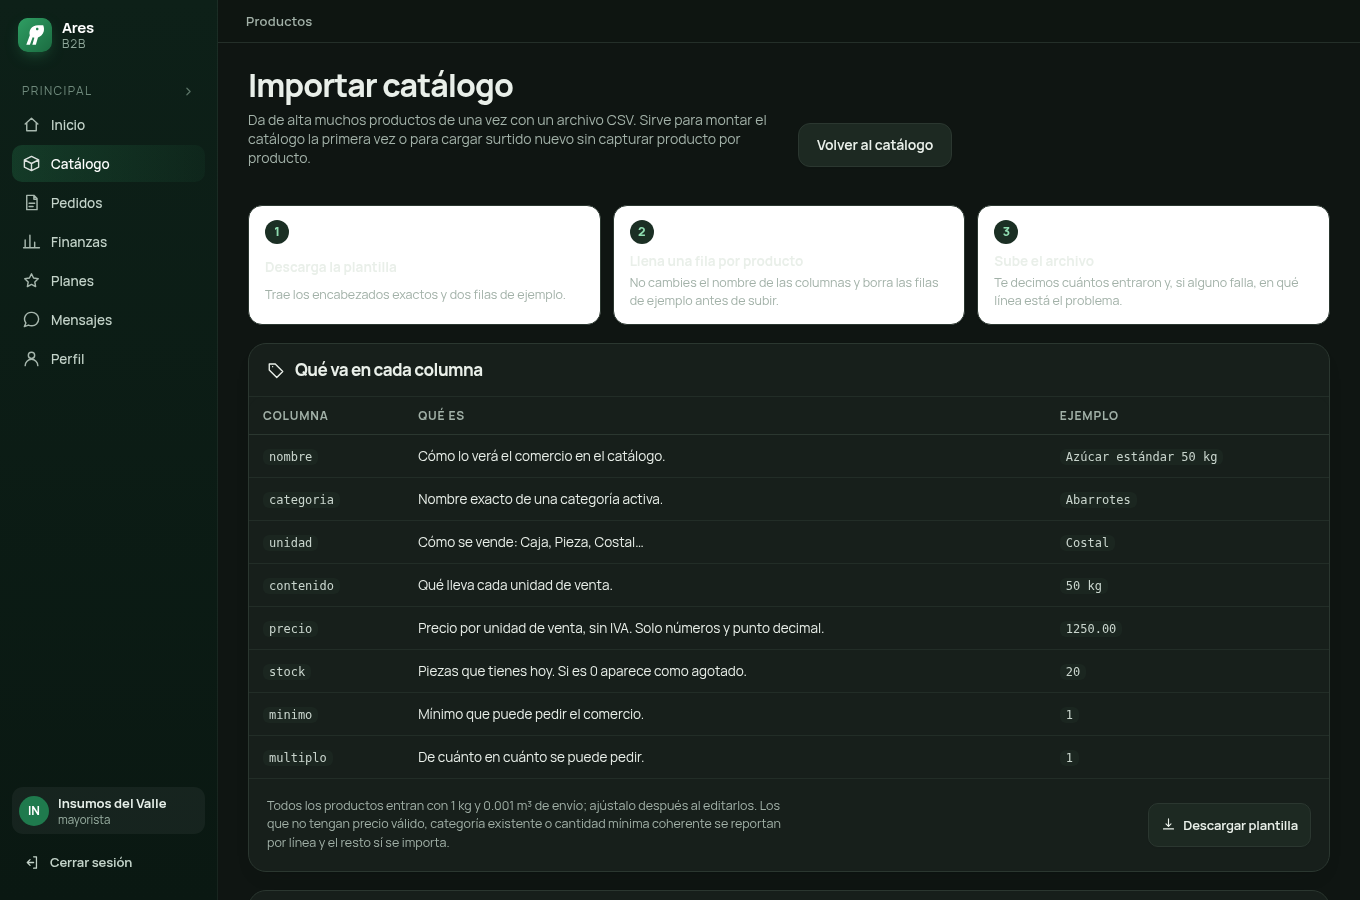 Ares
B2B
PRINCIPAL
Inicio
Catálogo
Pedidos
Finanzas
Planes
Mensajes
Perfil
IN
Insumos del Valle
mayorista
Cerrar sesión
Productos
Importar catálogo
Da de alta muchos productos de una vez con un archivo CSV. Sirve para montar el
catálogo la primera vez o para cargar surtido nuevo sin capturar producto por
producto.
Volver al catálogo
1
Descarga la plantilla
Trae los encabezados exactos y dos filas de ejemplo.
2
Llena una fila por producto
No cambies el nombre de las columnas y borra las filas
de ejemplo antes de subir.
3
Sube el archivo
Te decimos cuántos entraron y, si alguno falla, en qué
línea está el problema.
Qué va en cada columna
COLUMNA QUÉ ES EJEMPLO
nombre Cómo lo verá el comercio en el catálogo. Azúcar estándar 50 kg
categoria Nombre exacto de una categoría activa. Abarrotes
unidad Cómo se vende: Caja, Pieza, Costal… Costal
contenido Qué lleva cada unidad de venta. 50 kg
precio Precio por unidad de venta, sin IVA. Solo números y punto decimal. 1250.00
stock Piezas que tienes hoy. Si es 0 aparece como agotado. 20
minimo Mínimo que puede pedir el comercio. 1
multiplo De cuánto en cuánto se puede pedir. 1
Todos los productos entran con 1 kg y 0.001 m³ de envío; ajústalo después al editarlos. Los
que no tengan precio válido, categoría existente o cantidad mínima coherente se reportan
por línea y el resto sí se importa.
Descargar plantilla